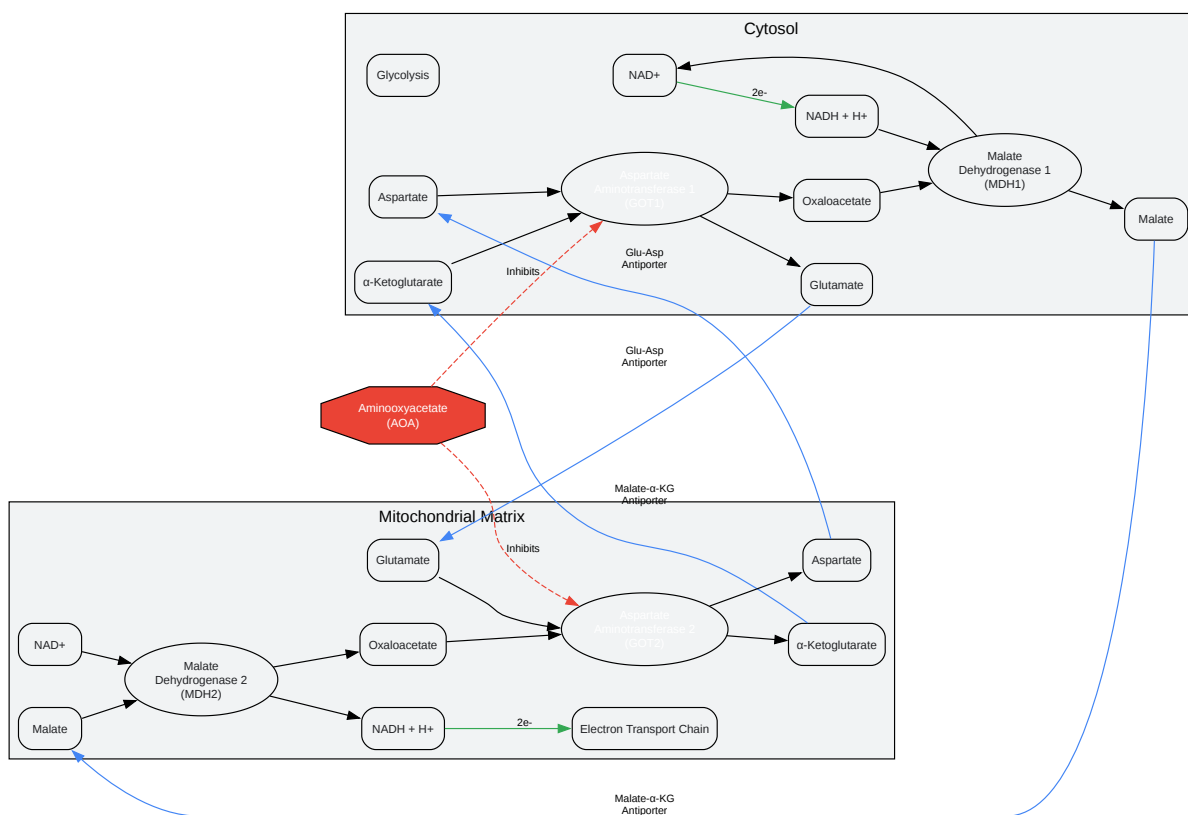 Cytosol
Glycolysis
NAD+
2e-
NADH + H+
Malate
Dehydrogenase 1
(MDH1)
Aspartate
Aspartate
Aminotransferase 1
(GOT1)
Oxaloacetate
Malate
α-Ketoglutarate
Inhibits
Glu-Asp
Antiporter
Glutamate
Glu-Asp
Antiporter
Aminooxyacetate
(AOA)
Malate-α-KG
Antiporter
Mitochondrial Matrix
Glutamate
Inhibits
Aspartate
NAD+
Oxaloacetate
Aspartate
Aminotransferase 2
(GOT2)
α-Ketoglutarate
Malate
Dehydrogenase 2
(MDH2)
Malate
NADH + H+
2e-
Electron Transport Chain
Malate-α-KG
Antiporter